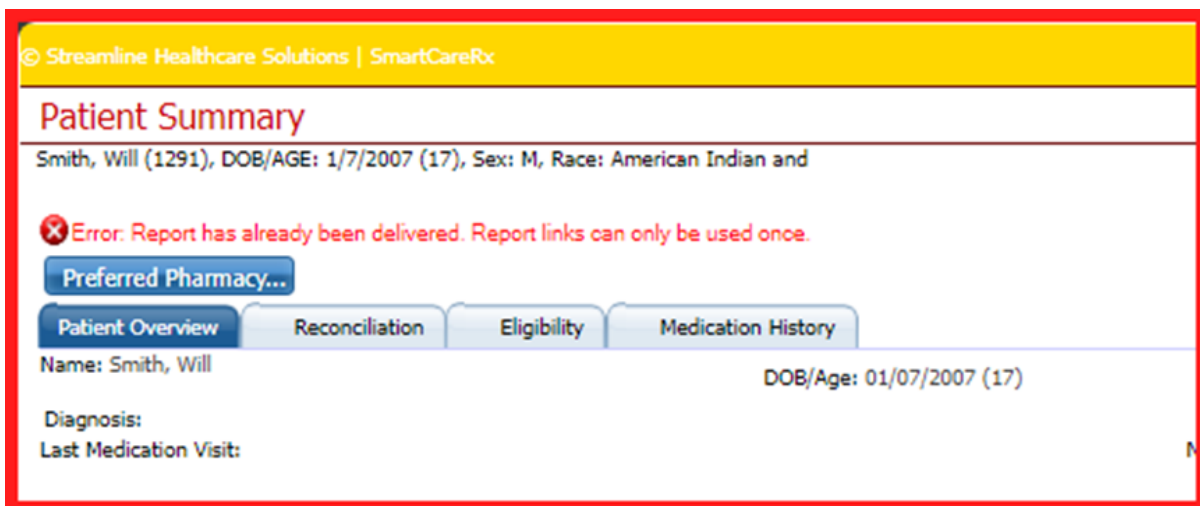 © Streamline Healthcare Solutions | SmartCareRx
Patient Summary
Smith, Will (1291), DOB/AGE: 1/7/2007 (17), Sex: M, Race: American Indian and
Error: Report has already been delivered. Report links can only be used once.
Preferred Pharmacy...
Patient Overview Reconciliation Eligibility Medication History
Name: Smith, Will DOB/Age: 01/07/2007 (17)
Diagnosis:
Last Medication Visit: